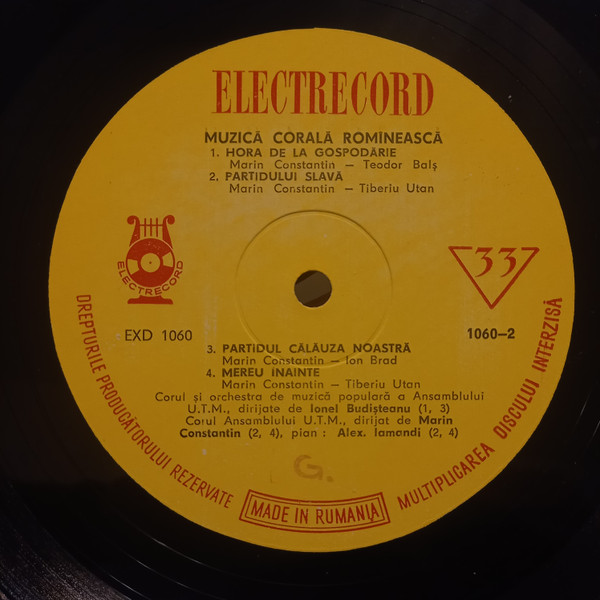 ELECTRECORD
MUZICĂ CORALĂ ROMÎNEASCĂ
1. HORA DE LA GOSPODĂRIE
Marin Constantin – Teodor Balș
2. PARTIDULUI SLAVĂ
Marin Constantin – Tiberiu Utan
ELECTRECORD
33
EXD 1060
1060–2
3. PARTIDUL CĂLĂUZA NOASTRĂ
Marin Constantin – Ion Brad
4. MEREU ÎNAINTE
Marin Constantin – Tiberiu Utan
Corul și orchestra de muzică populară a Ansamblului
U.T.M., dirijate de Ionel Budișteanu (1, 3)
Corul Ansamblului U.T.M., dirijat de Marin
Constantin (2, 4), pian : Alex. Iamandi (2, 4)
G.
DREPTURILE PRODUCĂTORULUI REZERVATE
MADE IN RUMANIA
MULTIPLICAREA DISCULUI INTERZISĂ